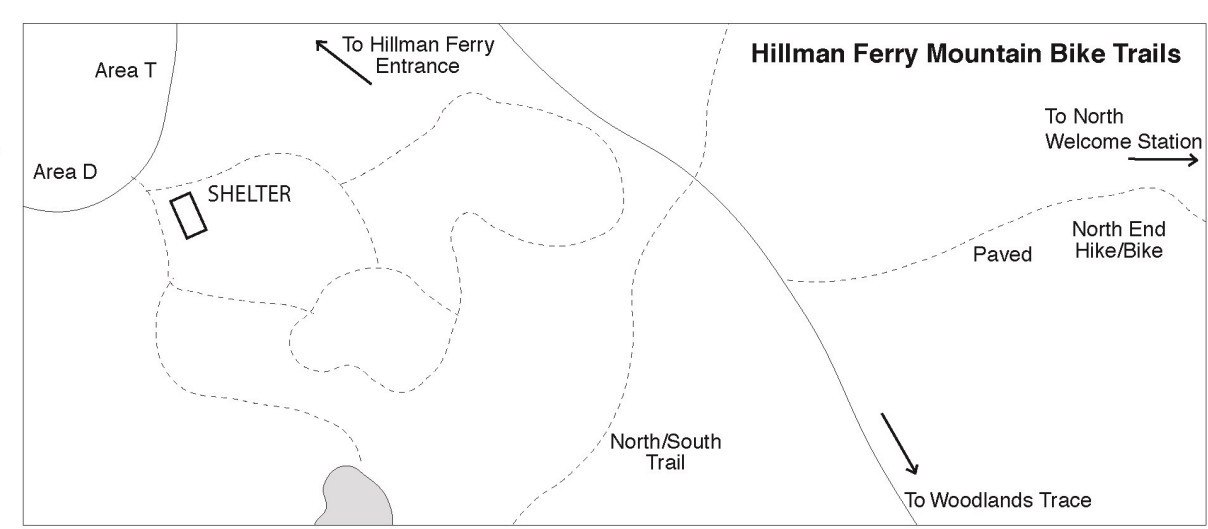 Hillman Ferry Mountain Bike Trails
To Hillman Ferry
Entrance
Area T
To North
Welcome Station
Area D
SHELTER
North End
Hike/Bike
Paved
North/South
Trail
To Woodlands Trace